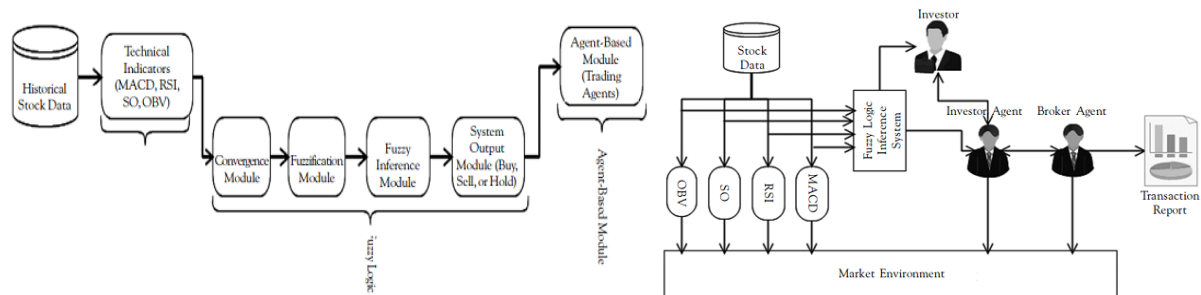 Historical
Stock Data
Technical
Indicators
(MACD, RSI,
SO, OBV)
Convergence
Module
Fuzzification
Module
Fuzzy
Inference
Module
System
Output
Module (Buy,
Sell, or Hold)
Agent-Based
Module
(Trading
Agents)
Agent-Based Module
Fuzzy Logic
Stock
Data
OBV
SO
RSI
MACD
Fuzzy Logic
Inference
System
Investor
Investor Agent
Broker Agent
Transaction
Report
Market Environment